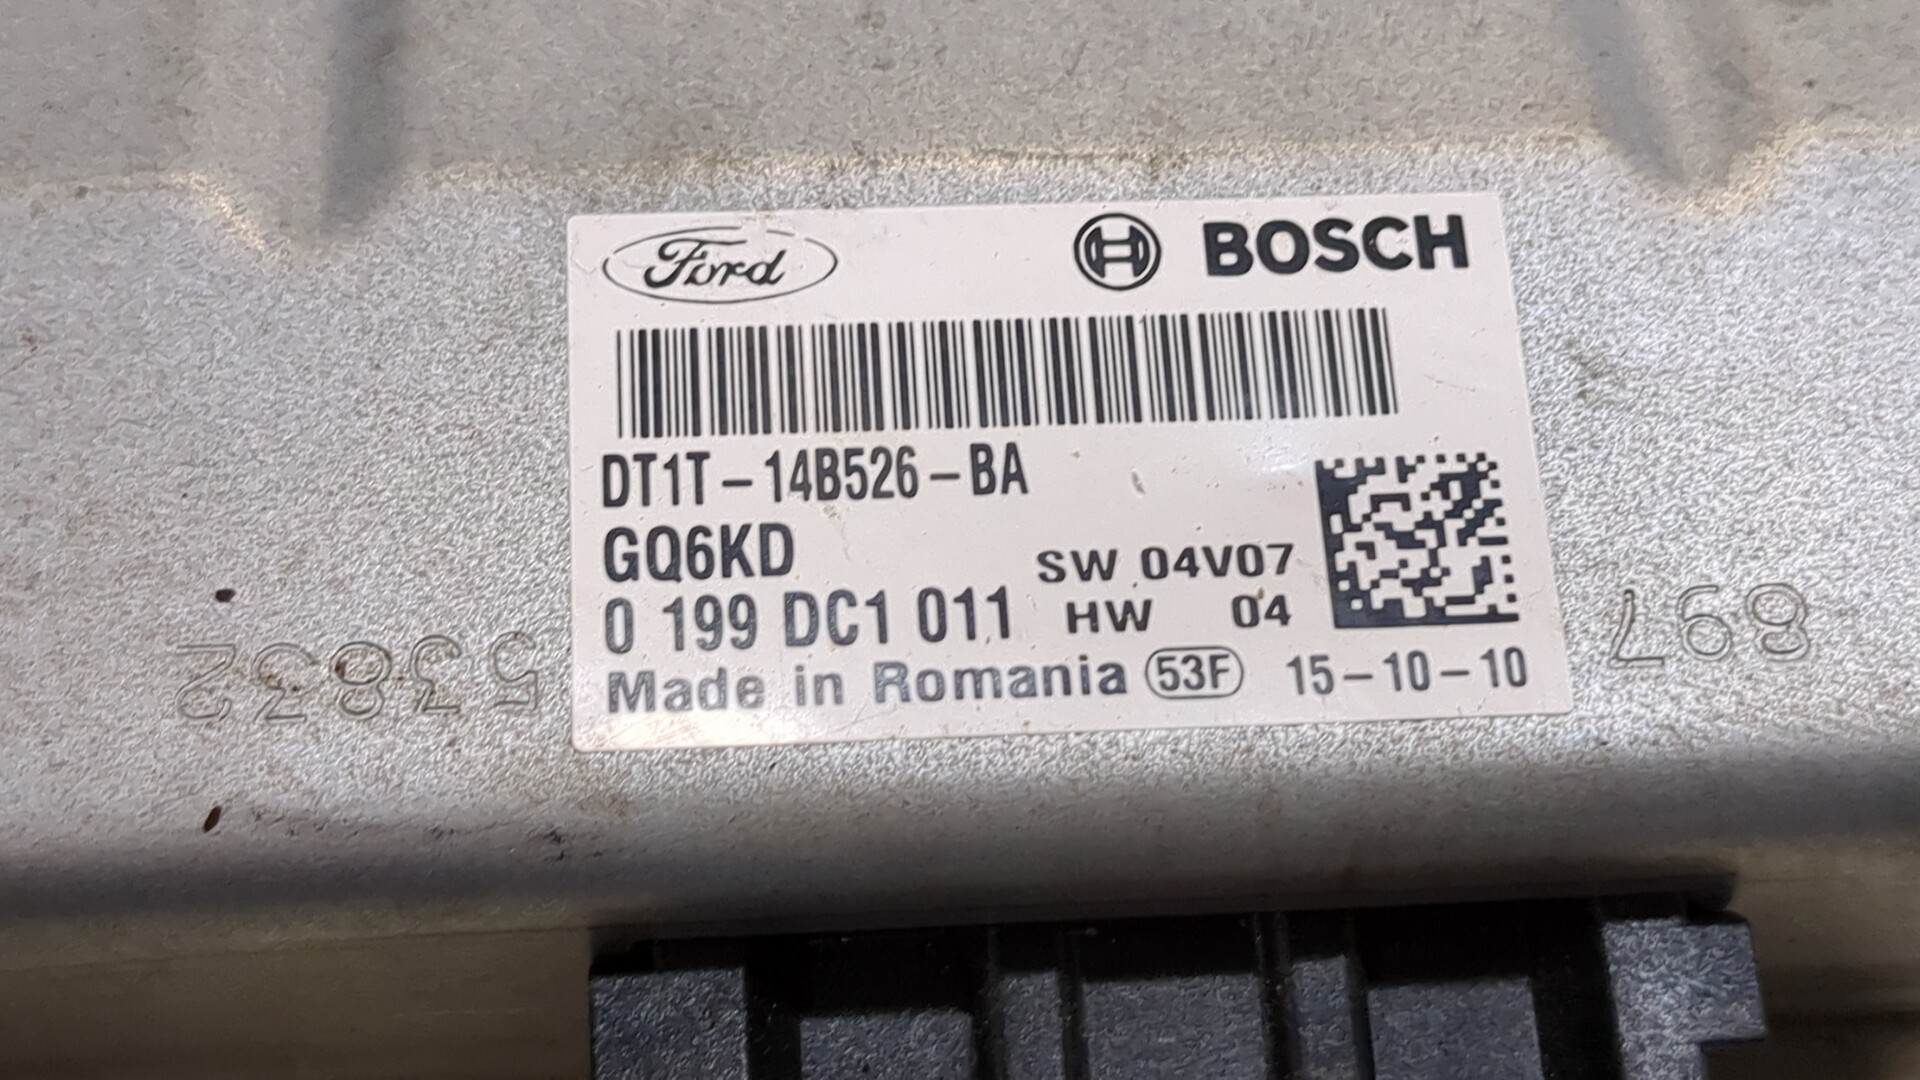 Ford
BOSCH
DT1T-14B526-BA
GQ6KD
SW 04V07
0 199 DC1 011
HW 04
Made in Romania 53F 15-10-10
53832
897